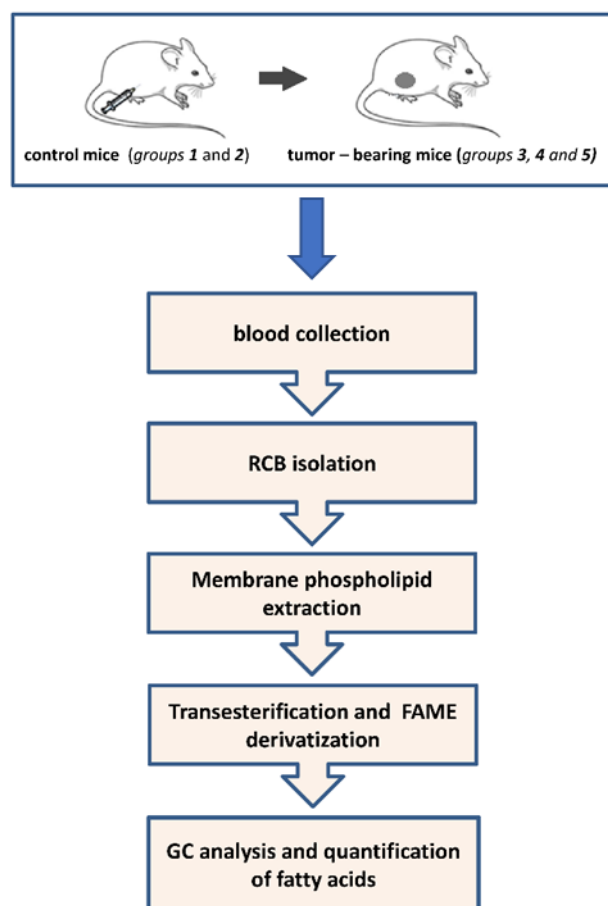 control mice (groups 1 and 2)
tumor – bearing mice (groups 3, 4 and 5)
blood collection
RCB isolation
Membrane phospholipid
extraction
Transesterification and FAME
derivatization
GC analysis and quantification
of fatty acids